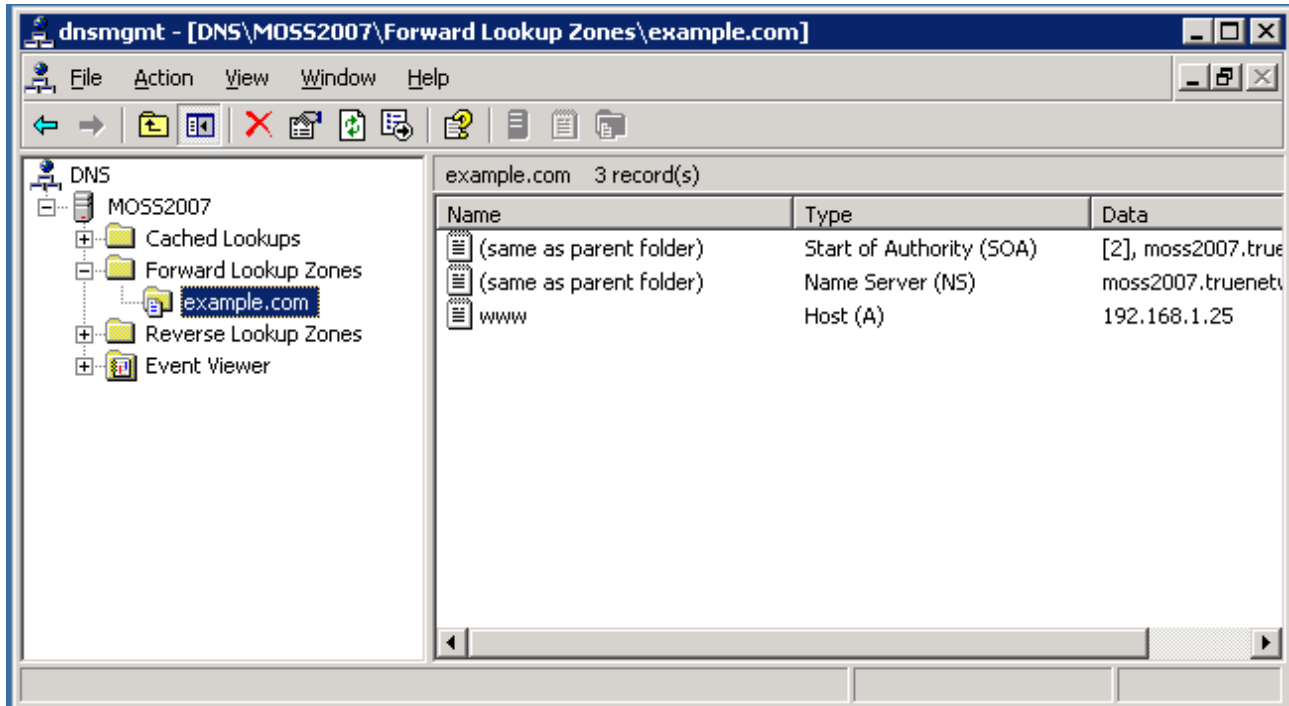 dnsmgmt - [DNS\MOSS2007\Forward Lookup Zones\example.com]
File Action View Window Help
DNS
MOSS2007
Cached Lookups
Forward Lookup Zones
example.com
Reverse Lookup Zones
Event Viewer
example.com 3 record(s)
Name Type Data
(same as parent folder) Start of Authority (SOA) [2], moss2007.true
(same as parent folder) Name Server (NS) moss2007.truenet
www Host (A) 192.168.1.25